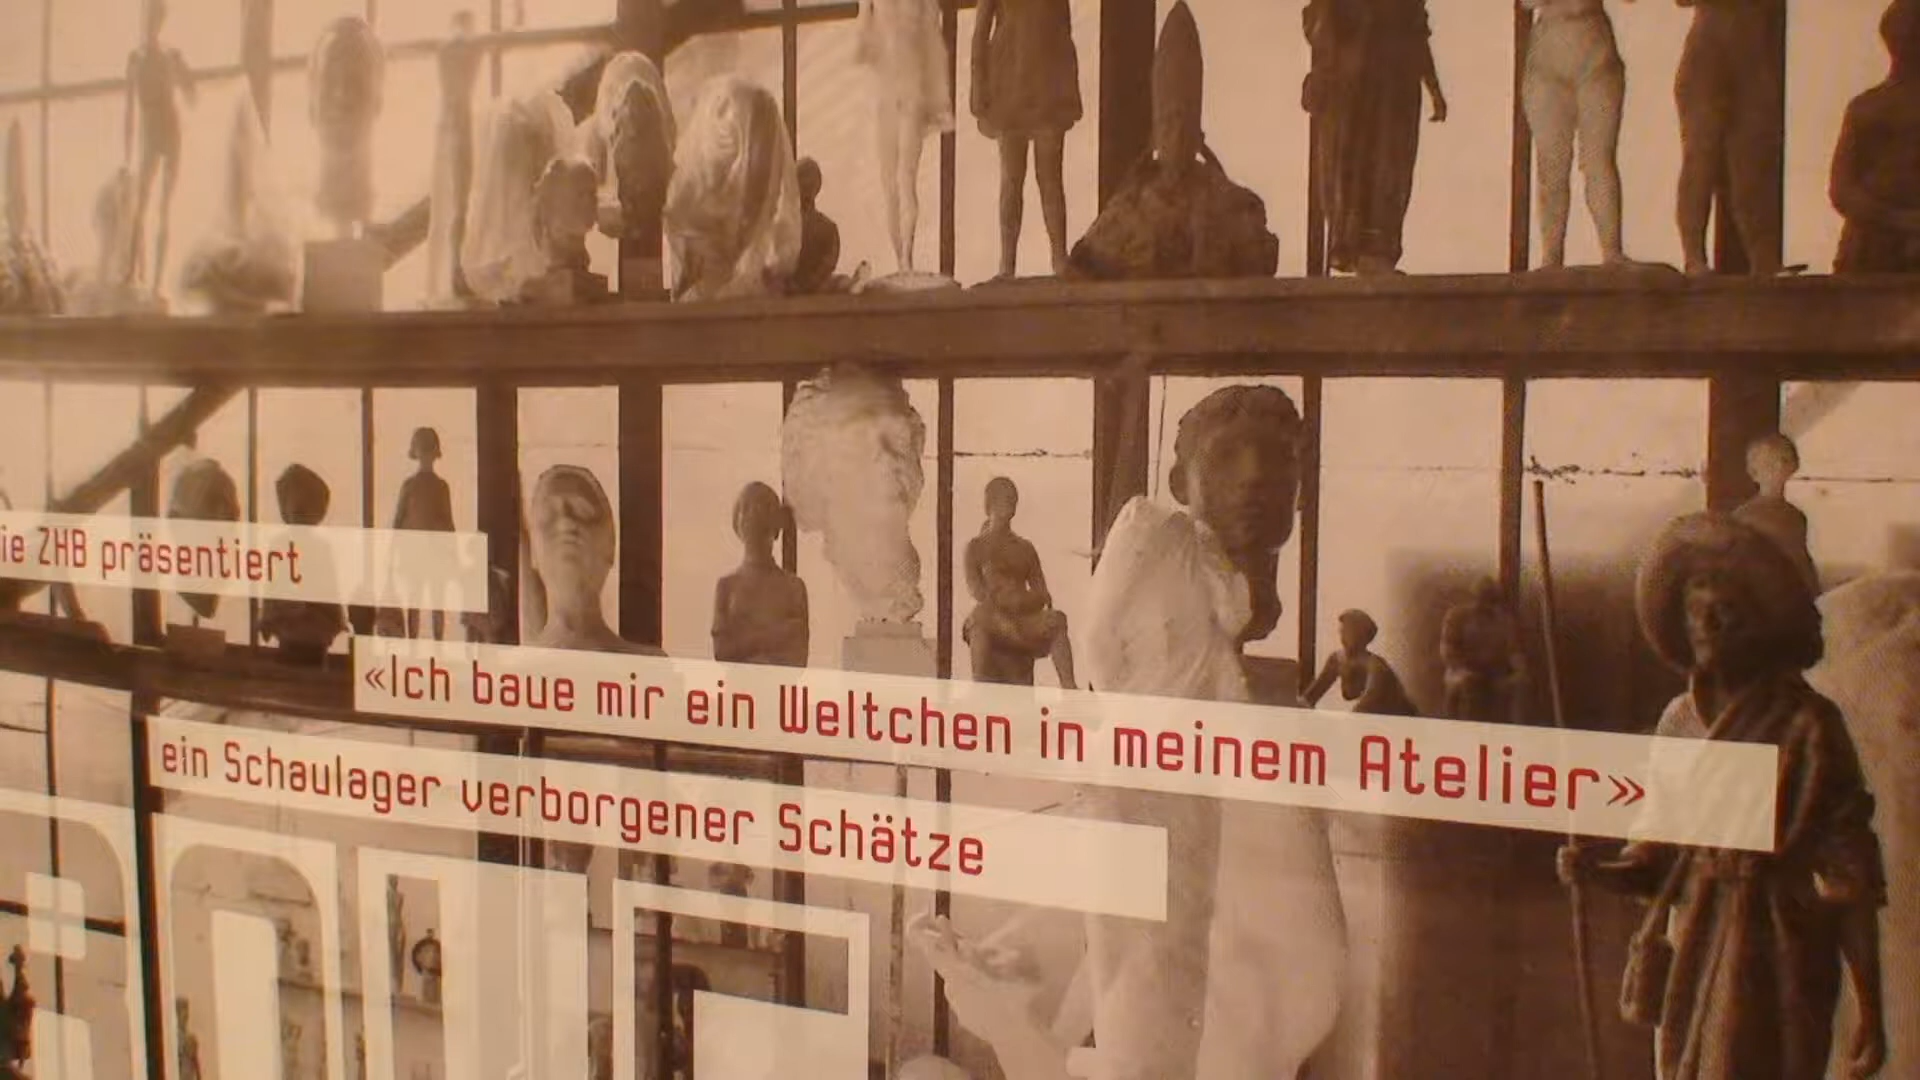 ie ZHB präsentiert
«Ich baue mir ein Weltchen in meinem Atelier»
ein Schaulager verborgener Schätze